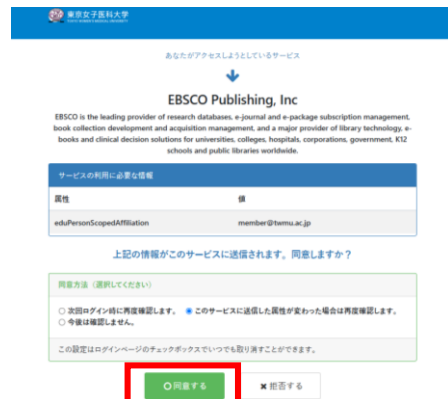 東京女子医科大学
TOKYO WOMEN'S MEDICAL UNIVERSITY
あなたがアクセスしようとしているサービス
EBSCO Publishing, Inc
EBSCO is the leading provider of research databases, e-journal and e-package subscription management,
book collection development and acquisition management, and a major provider of library technology, e-
books and clinical decision solutions for universities, colleges, hospitals, corporations, government, K12
schools and public libraries worldwide.
サービスの利用に必要な情報
属性 値
eduPersonScopedAffiliation member@twmu.ac.jp
上記の情報がこのサービスに送信されます。同意しますか？
同意方法（選択してください）
次回ログイン時に再度確認します。 このサービスに送信した属性が変わった場合は再度確認します。
今後は確認しません。
この設定はログインページのチェックボックスでいつでも取り消すことができます。
同意する 拒否する